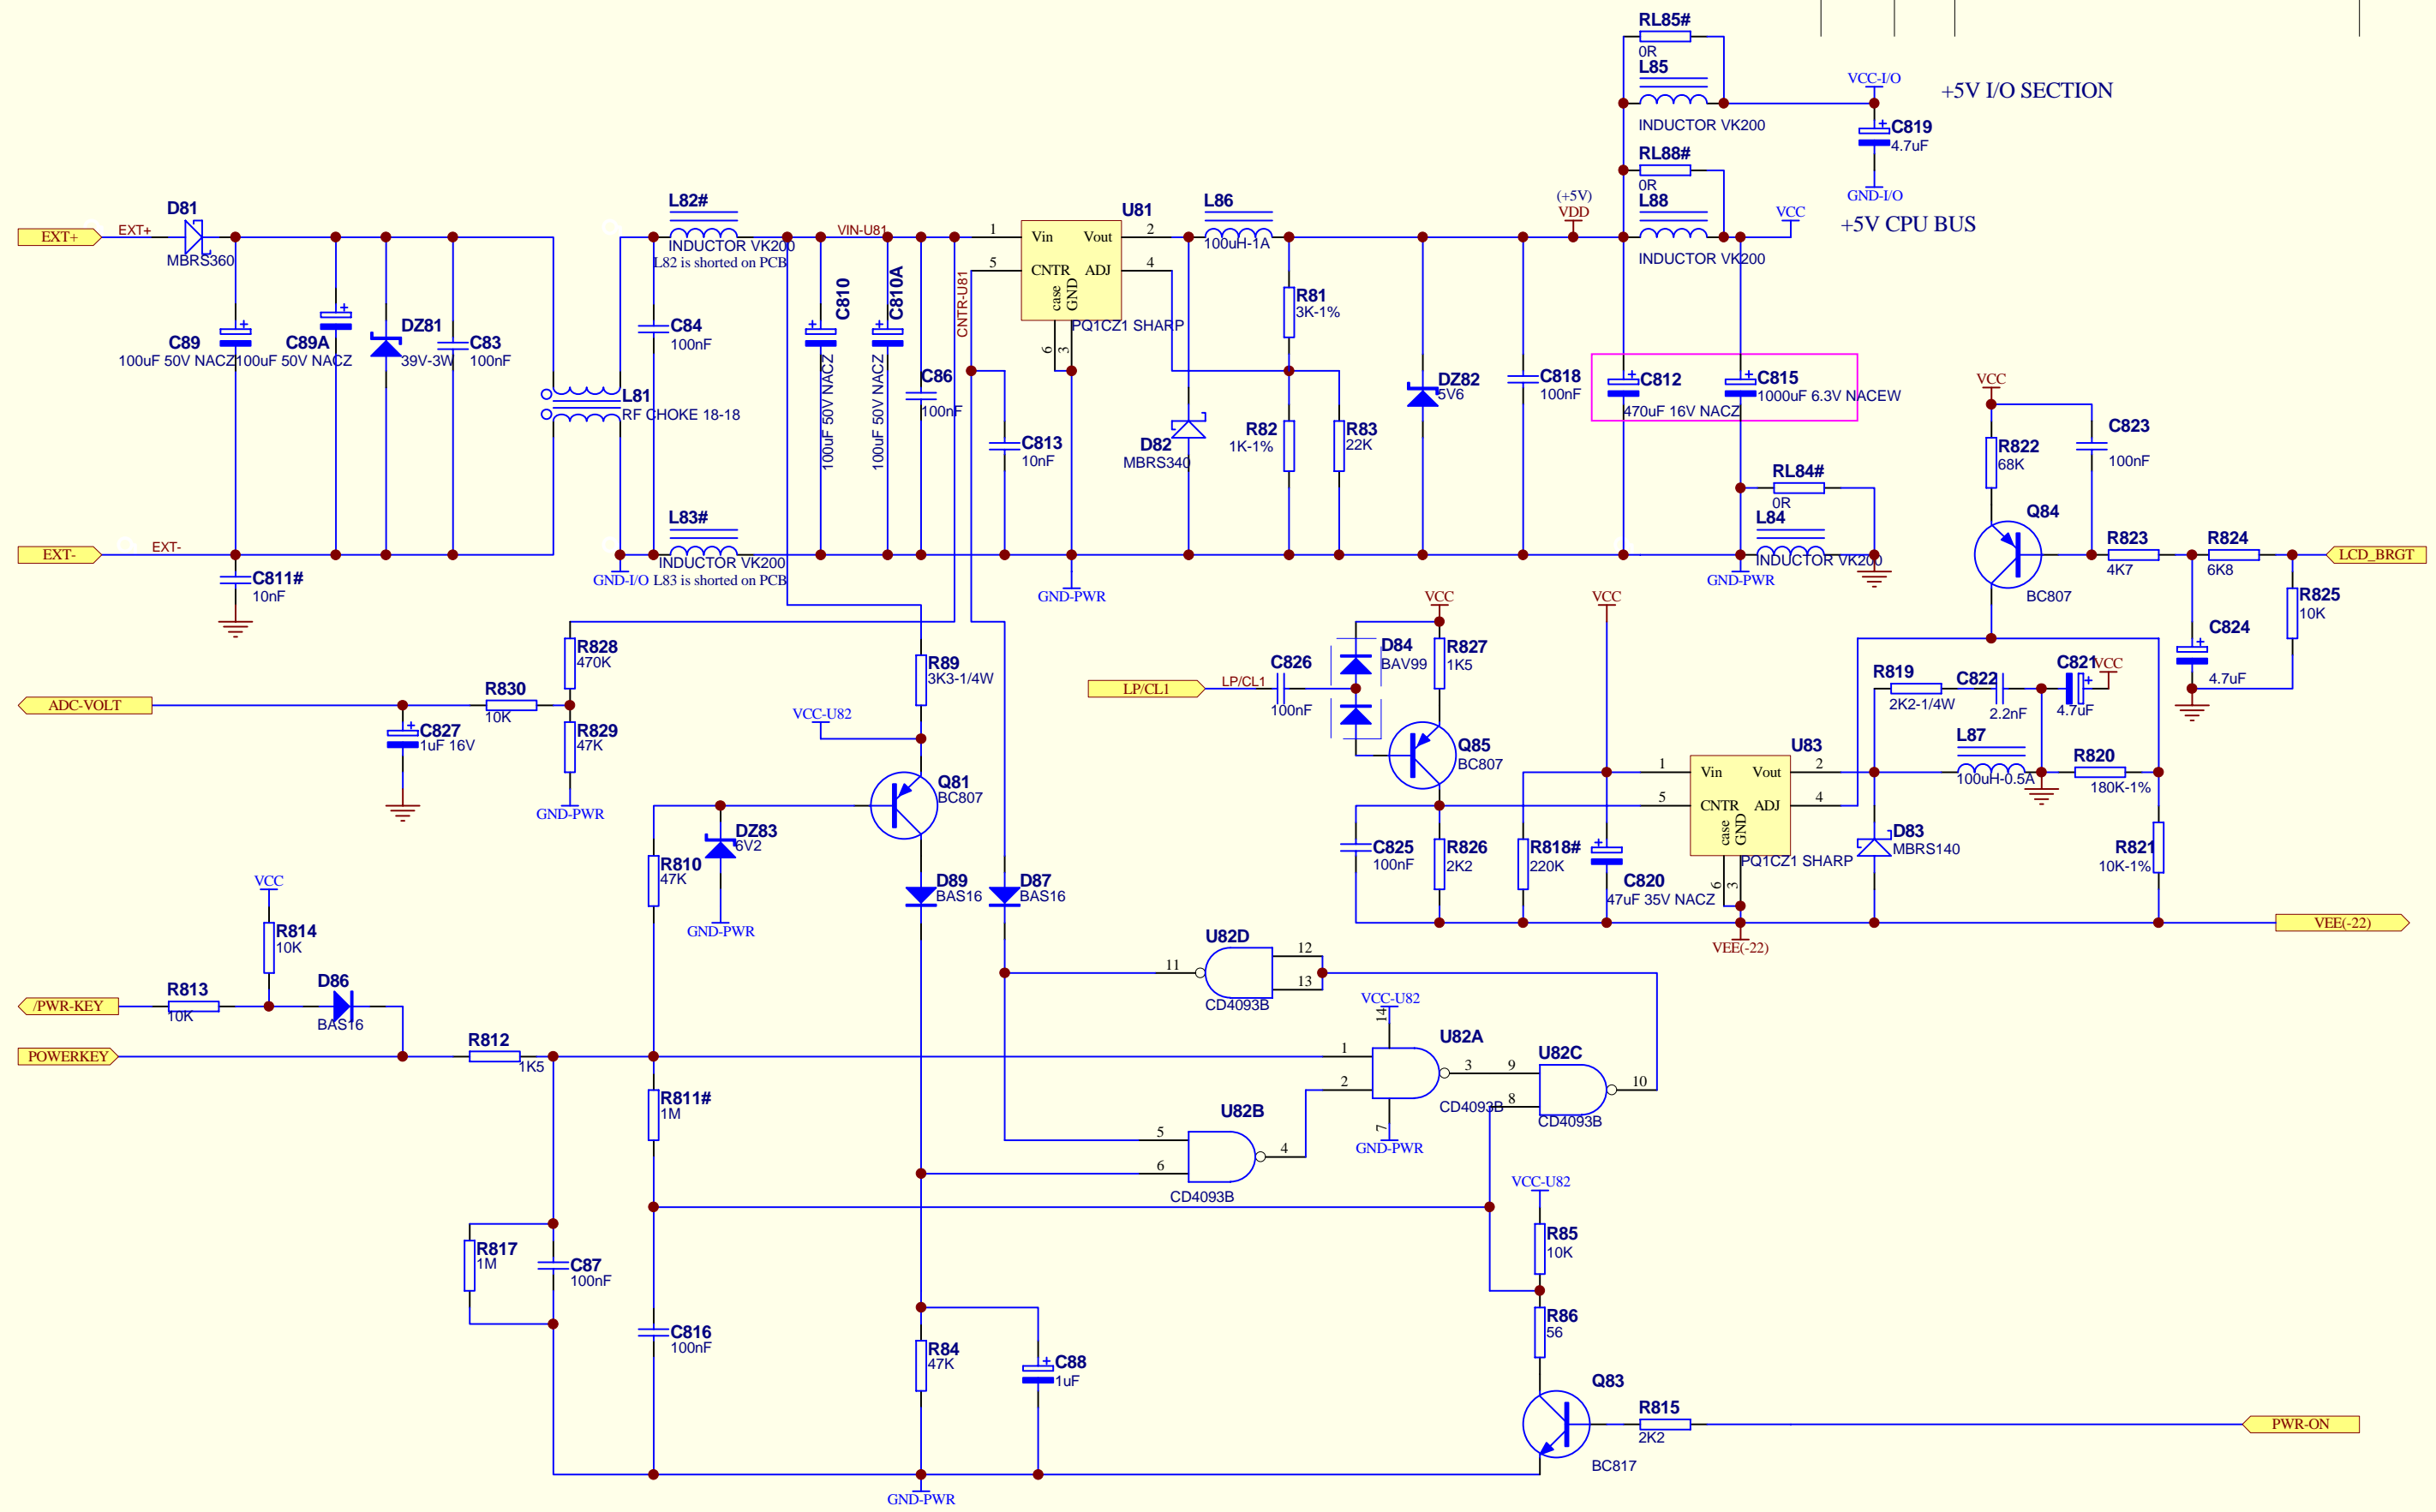 RL85#
0R
L85
INDUCTOR VK200
VCC-I/O
+5V I/O SECTION
C819
4.7uF
GND-I/O
RL88#
0R
L88
INDUCTOR VK200
VCC
+5V CPU BUS
(+5V)
VDD
EXT+
EXT+
D81
MBRS360
C89
100uF 50V NACZ
C89A
100uF 50V NACZ
DZ81
39V-3W
C83
100nF
L81
RF CHOKE 18-18
EXT-
EXT-
C811#
10nF
L82#
INDUCTOR VK200
L82 is shorted on PCB
C84
100nF
L83#
INDUCTOR VK200
GND-I/O
L83 is shorted on PCB
VIN-U81
C810
100uF 50V NACZ
C810A
100uF 50V NACZ
C86
100nF
CNTR-U81
C813
10nF
U81
1
Vin
Vout
2
5
CNTR
ADJ
4
case
GND
6
3
PQ1CZ1 SHARP
GND-PWR
L86
100uH-1A
D82
MBRS340
R81
3K-1%
R82
1K-1%
R83
22K
DZ82
5V6
C818
100nF
C812
470uF 16V NACZ
C815
1000uF 6.3V NACEW
RL84#
0R
L84
INDUCTOR VK200
GND-PWR
VCC
R822
68K
C823
100nF
Q84
BC807
R823
4K7
R824
6K8
LCD_BRGT
R825
10K
C824
4.7uF
R828
470K
R829
47K
R830
10K
ADC-VOLT
C827
1uF 16V
GND-PWR
R89
3K3-1/4W
VCC-U82
Q81
BC807
R810
47K
DZ83
6V2
GND-PWR
D89
BAS16
D87
BAS16
LP/CL1
LP/CL1
C826
100nF
D84
BAV99
VCC
R827
1K5
Q85
BC807
C825
100nF
R826
2K2
R818#
220K
VCC
C820
47uF 35V NACZ
U83
1
Vin
Vout
2
5
CNTR
ADJ
4
case
GND
6
3
PQ1CZ1 SHARP
VEE(-22)
R819
2K2-1/4W
C822
2.2nF
C821
4.7uF
VCC
L87
100uH-0.5A
R820
180K-1%
D83
MBRS140
R821
10K-1%
VEE(-22)
VCC
R814
10K
R813
10K
/PWR-KEY
D86
BAS16
POWERKEY
R812
1K5
R811#
1M
R817
1M
C87
100nF
C816
100nF
R84
47K
C88
1uF
GND-PWR
U82D
11
12
13
CD4093B
VCC-U82
14
U82A
1
2
3
7
CD4093B
GND-PWR
U82C
9
8
10
CD4093B
U82B
5
6
4
CD4093B
VCC-U82
R85
10K
R86
56
Q83
BC817
R815
2K2
PWR-ON